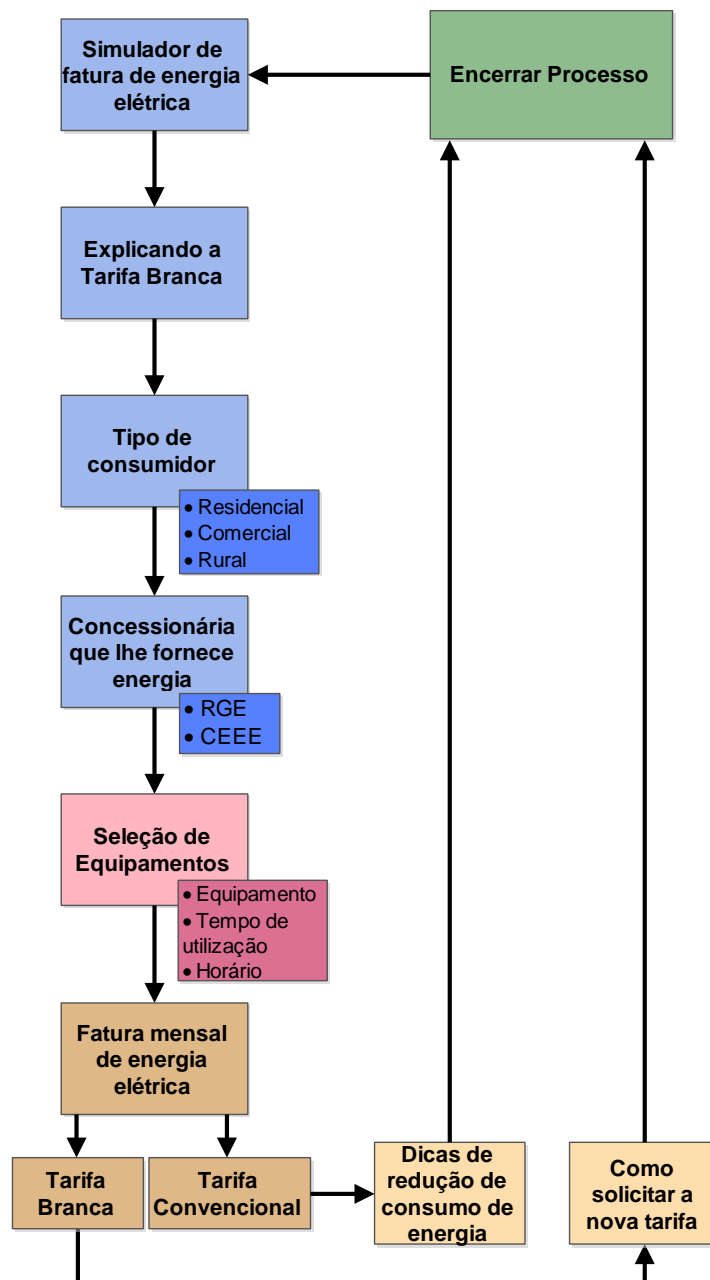 Simulador de
fatura de energia
elétrica
Encerrar Processo
Explicando a
Tarifa Branca
Tipo de
consumidor
• Residencial
• Comercial
• Rural
Concessionária
que lhe fornece
energia
• RGE
• CEEE
Seleção de
Equipamentos
• Equipamento
• Tempo de
utilização
• Horário
Fatura mensal
de energia
elétrica
Tarifa
Branca
Tarifa
Convencional
Dicas de
redução de
consumo de
energia
Como
solicitar a
nova tarifa